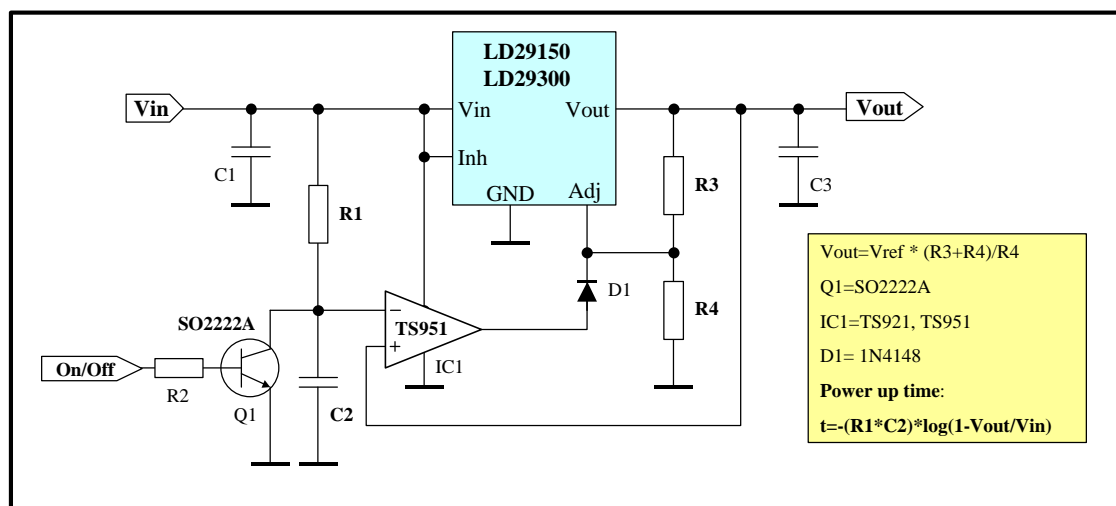 LD29150
LD29300
Vin
Vin
Vout
Vout
Inh
C1
C3
R3
GND
Adj
R1
Vout=Vref * (R3+R4)/R4
Q1=SO2222A
IC1=TS921, TS951
D1= 1N4148
Power up time:
t=-(R1*C2)*log(1-Vout/Vin)
D1
R4
−
SO2222A
TS951
+
IC1
On/Off
R2
Q1
C2